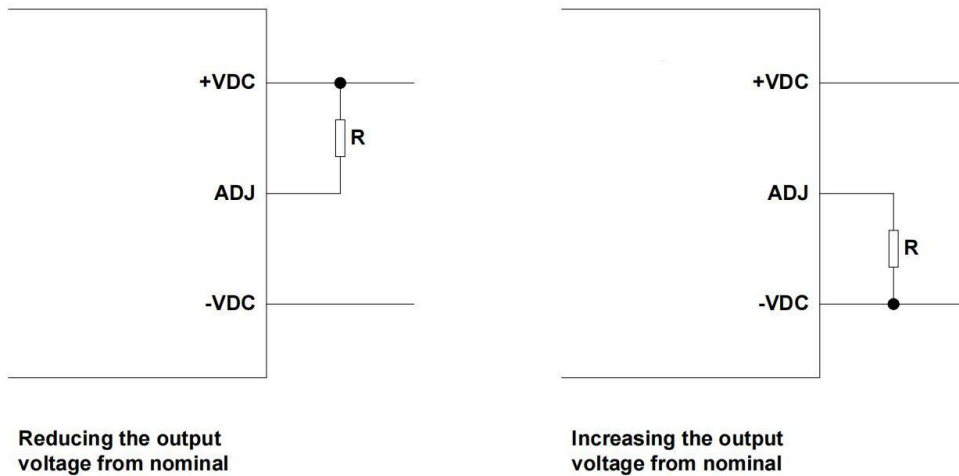 +VDC
R
ADJ
-VDC
Reducing the output
voltage from nominal
+VDC
ADJ
R
-VDC
Increasing the output
voltage from nominal